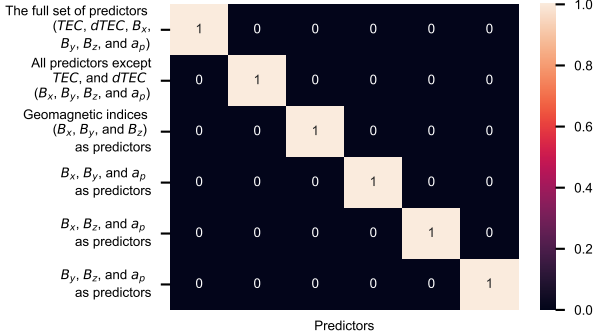 The full set of predictors
(TEC, dTEC, Bx,
By, Bz, and ap)
1 0 0 0 0 0
All predictors except
TEC, and dTEC
(Bx, By, Bz, and ap)
0 1 0 0 0 0
Geomagnetic indices
(Bx, By, and Bz)
as predictors
0 0 1 0 0 0
Bx, By, and ap
as predictors
0 0 0 1 0 0
Bx, Bz, and ap
as predictors
0 0 0 0 1 0
By, Bz, and ap
as predictors
0 0 0 0 0 1
Predictors
1.0
0.8
0.6
0.4
0.2
0.0